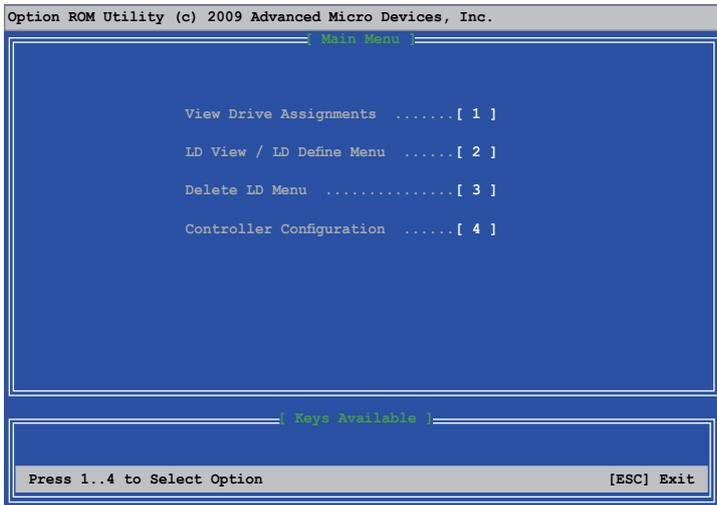 Option ROM Utility (c) 2009 Advanced Micro Devices, Inc.
[ Main Menu ]
View Drive Assignments .......[ 1 ]
LD View / LD Define Menu ......[ 2 ]
Delete LD Menu ...............[ 3 ]
Controller Configuration ......[ 4 ]
[ Keys Available ]
Press 1..4 to Select Option [ESC] Exit